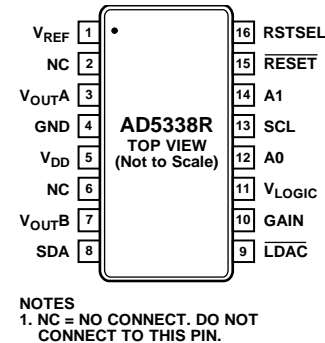 VREF 1
NC 2
VOUTA 3
GND 4
VDD 5
NC 6
VOUTB 7
SDA 8
AD5338R
TOP VIEW
(Not to Scale)
16 RSTSEL
15 RESET
14 A1
13 SCL
12 A0
11 VLOGIC
10 GAIN
9 LDAC
NOTES
1. NC = NO CONNECT. DO NOT
CONNECT TO THIS PIN.